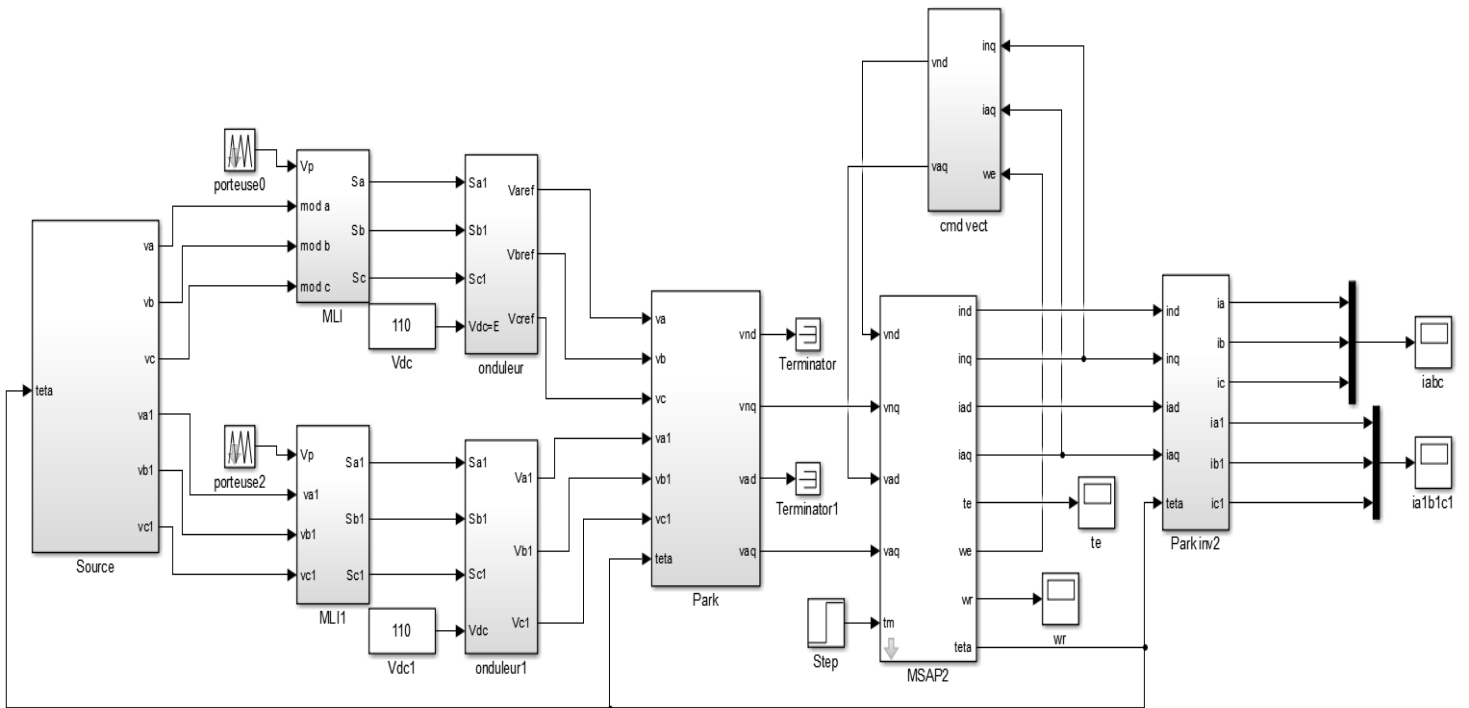 teta
va
vb
vc
va1
vb1
vc1
Source
porteuse0
Vp
mod a
mod b
mod c
Sa
Sb
Sc
MLI
110
Vdc
Sa1
Sb1
Sc1
Vdc=E
Varef
Vbref
Vcref
onduleur
porteuse2
Vp
va1
vb1
vc1
Sa1
Sb1
Sc1
MLI1
110
Vdc1
Sa1
Sb1
Sc1
Vdc
Va1
Vb1
Vc1
onduleur1
va
vb
vc
va1
vb1
vc1
teta
vnd
vnq
vad
vaq
Park
Terminator
Terminator1
Step
vnd
vaq
inq
iaq
we
cmd vect
vnd
vnq
vad
vaq
tm
ind
inq
iad
iaq
te
we
wr
teta
MSAP2
te
wr
ind
inq
iad
iaq
teta
ia
ib
ic
ia1
ib1
ic1
Park inv2
iabc
ia1b1c1